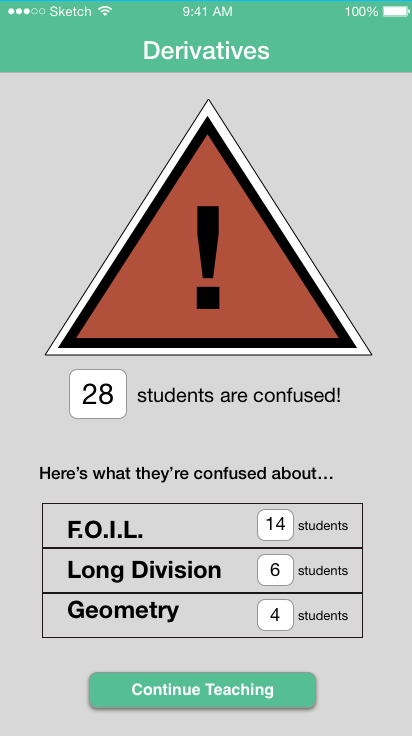 Sketch 9:41 AM 100%
Derivatives
!
28 students are confused!
Here’s what they’re confused about…
F.O.I.L. 14 students
Long Division 6 students
Geometry 4 students
Continue Teaching